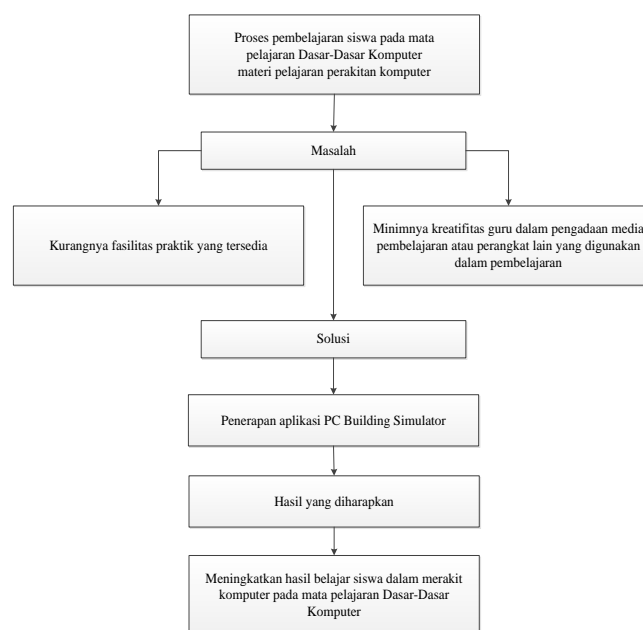 Proses pembelajaran siswa pada mata
pelajaran Dasar-Dasar Komputer
materi pelajaran perakitan komputer
Masalah
Kurangnya fasilitas praktik yang tersedia
Minimnya kreatifitas guru dalam pengadaan media
pembelajaran atau perangkat lain yang digunakan
dalam pembelajaran
Solusi
Penerapan aplikasi PC Building Simulator
Hasil yang diharapkan
Meningkatkan hasil belajar siswa dalam merakit
komputer pada mata pelajaran Dasar-Dasar
Komputer